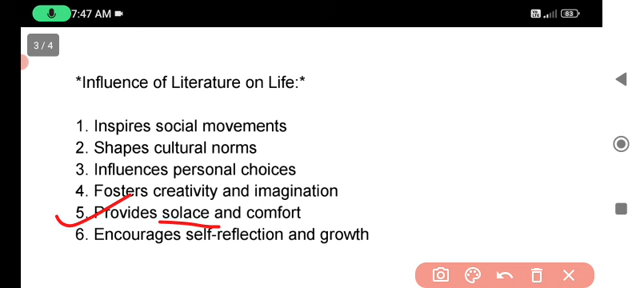 7:47 AM
83
3 / 4
*Influence of Literature on Life:*
1. Inspires social movements
2. Shapes cultural norms
3. Influences personal choices
4. Fosters creativity and imagination
5. Provides solace and comfort
6. Encourages self-reflection and growth